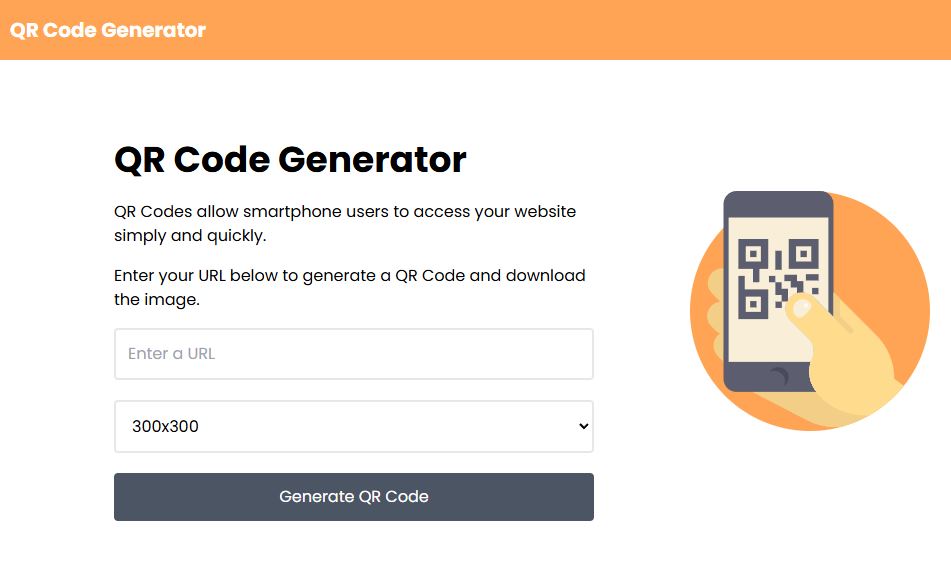 QR Code Generator
QR Code Generator
QR Codes allow smartphone users to access your website
simply and quickly.
Enter your URL below to generate a QR Code and download
the image.
Enter a URL
300x300
Generate QR Code